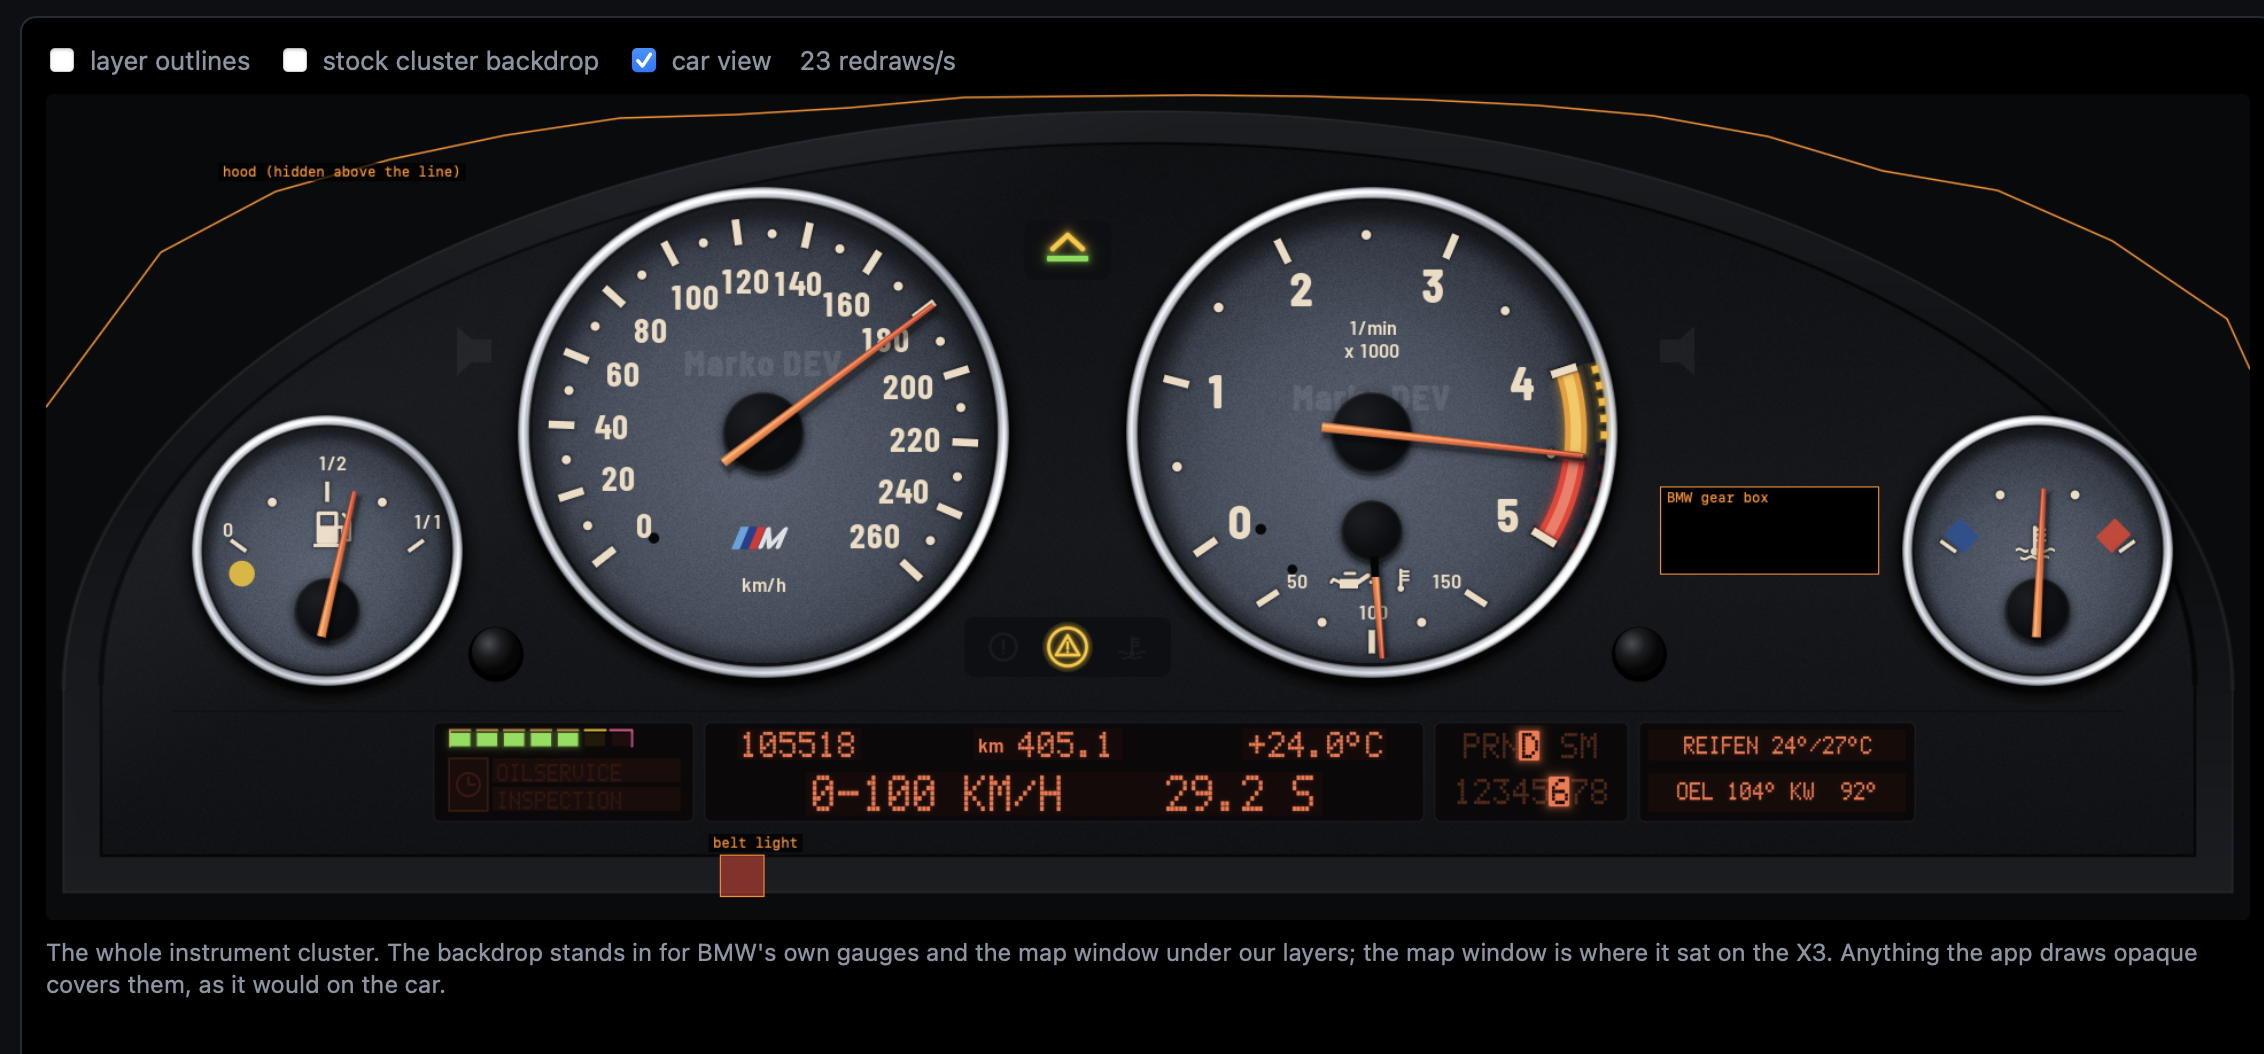 layer outlines stock cluster backdrop car view 23 redraws/s
hood (hidden above the line)
0 1/2 1/1
0 20 40 60 80 100 120 140 160 180 200 220 240 260
Marko DEV
M
km/h
0 1 2 3 4 5
1/min
x 1000
Marko DEV
50 100 150
BMW gear box
OILSERVICE
INSPECTION
105518 km 405.1 +24.0°C
0-100 KM/H 29.2 S
PRND SM
12345678
REIFEN 24°/27°C
OEL 104° KW 92°
belt light
The whole instrument cluster. The backdrop stands in for BMW's own gauges and the map window under our layers; the map window is where it sat on the X3. Anything the app draws opaque
covers them, as it would on the car.